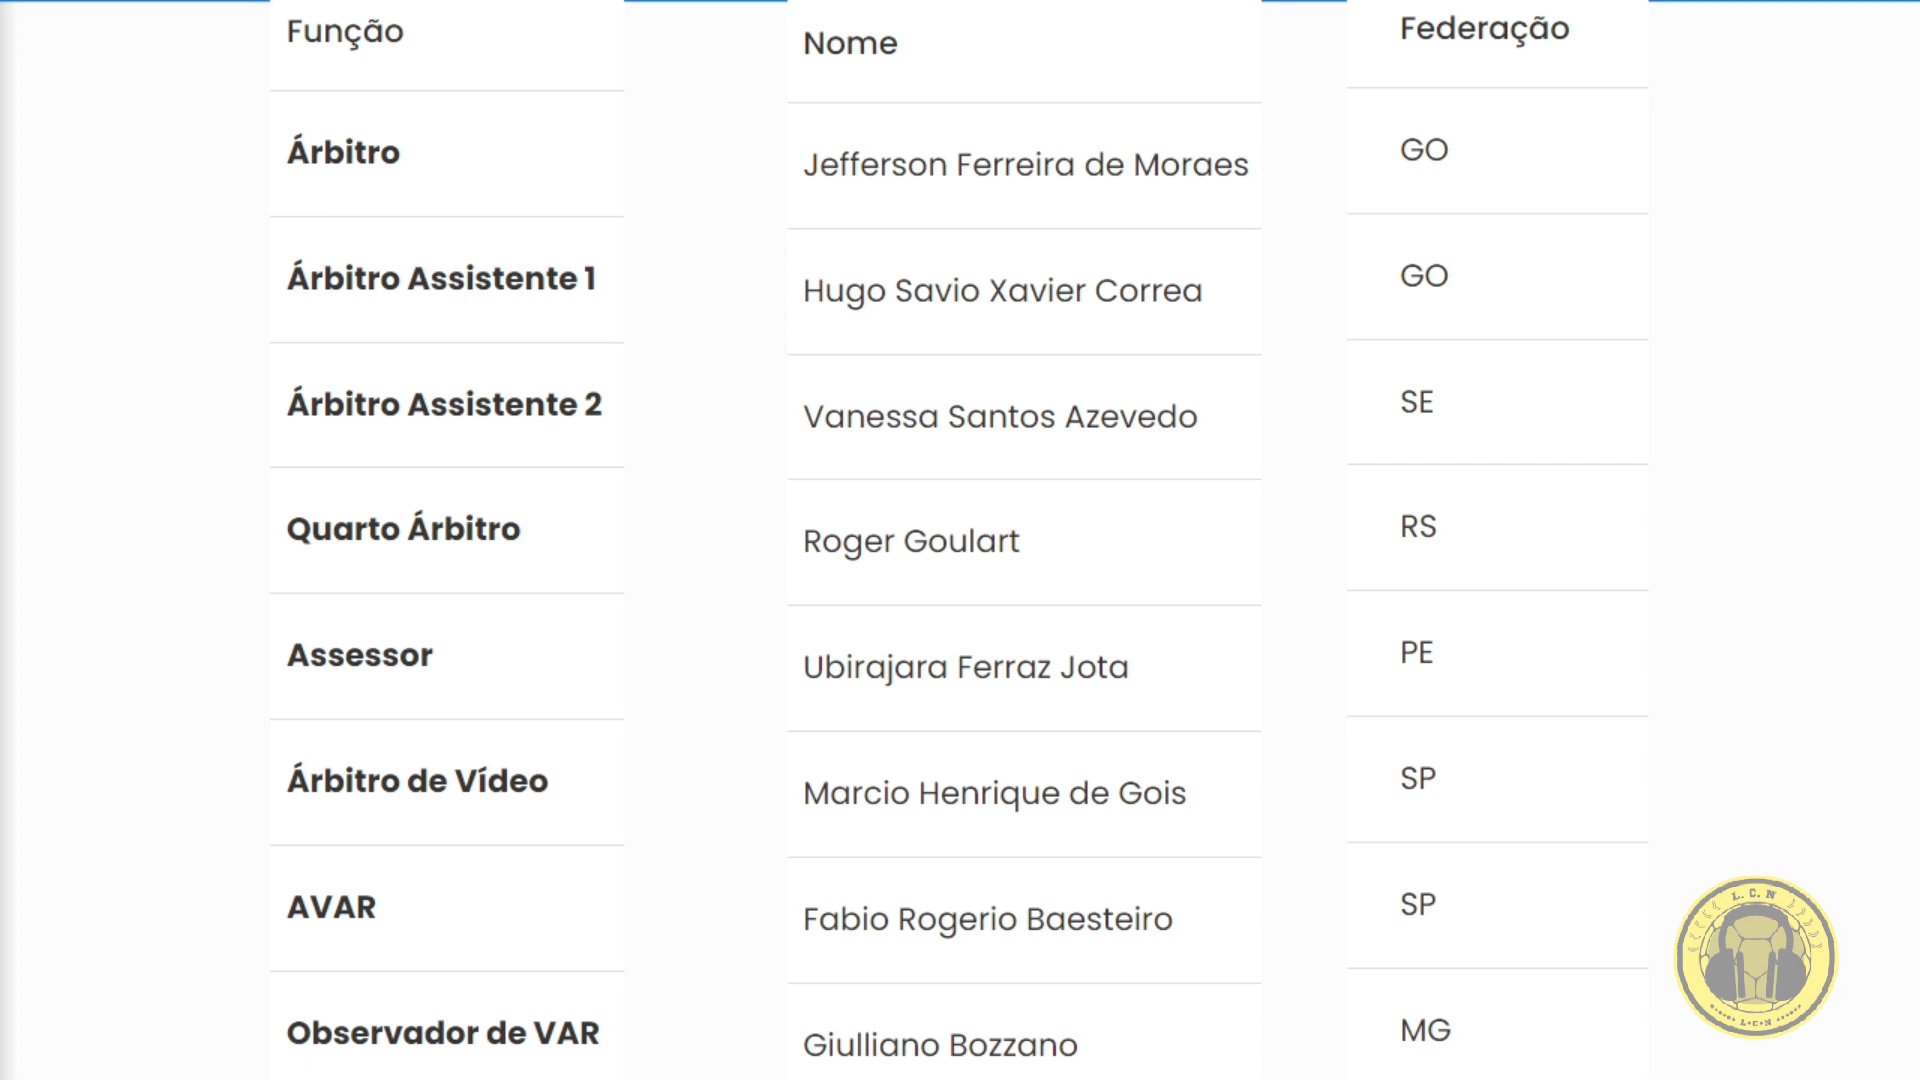 Função Nome Federação
Árbitro Jefferson Ferreira de Moraes GO
Árbitro Assistente 1 Hugo Savio Xavier Correa GO
Árbitro Assistente 2 Vanessa Santos Azevedo SE
Quarto Árbitro Roger Goulart RS
Assessor Ubirajara Ferraz Jota PE
Árbitro de Vídeo Marcio Henrique de Gois SP
AVAR Fabio Rogerio Baesteiro SP
Observador de VAR Giulliano Bozzano MG
L. C. N
L•C•N